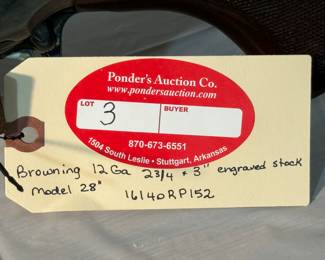 Ponder's Auction Co.
www.pondersauction.com
LOT
3
BUYER
870-673-6551
1504 South Leslie • Stuttgart, Arkansas
Browning 12 Ga 2 3/4 & 3" engraved stock
Model 28" 16140RP152